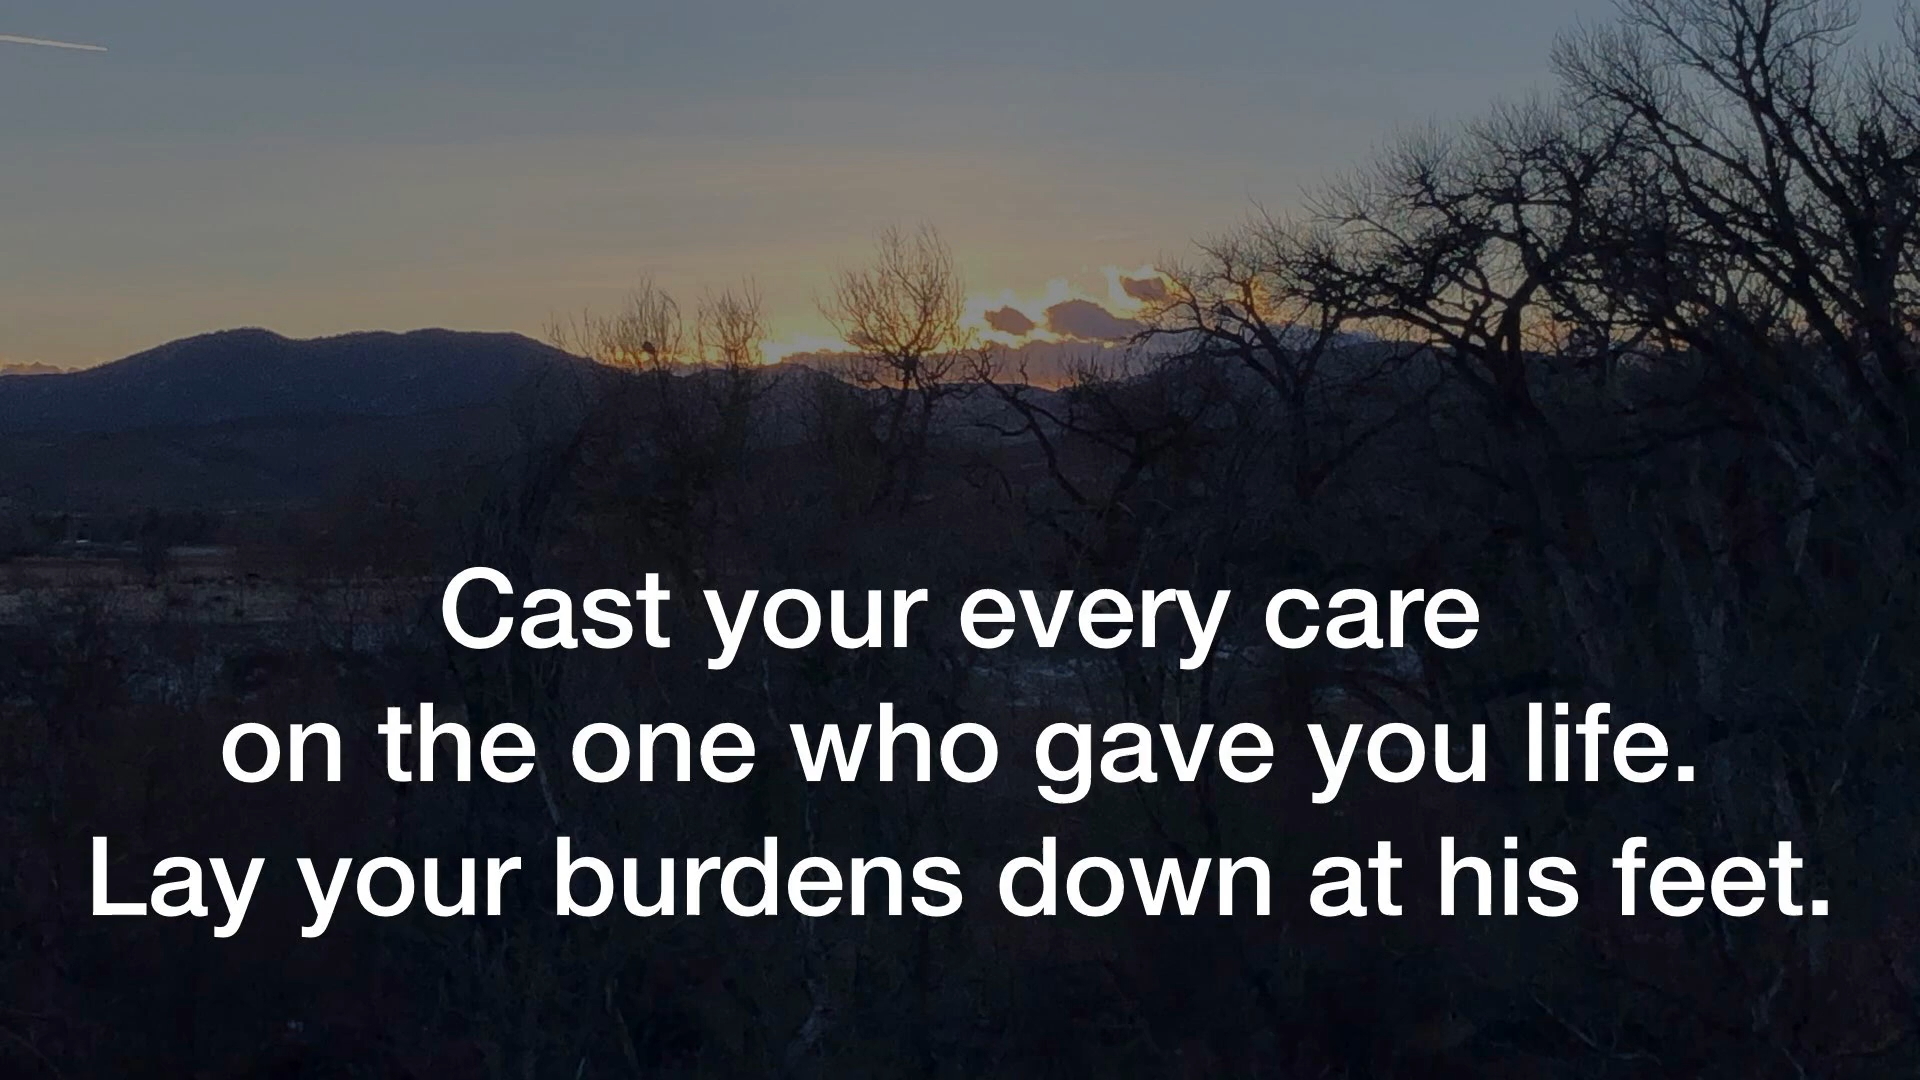 Cast your every care
on the one who gave you life.
Lay your burdens down at his feet.